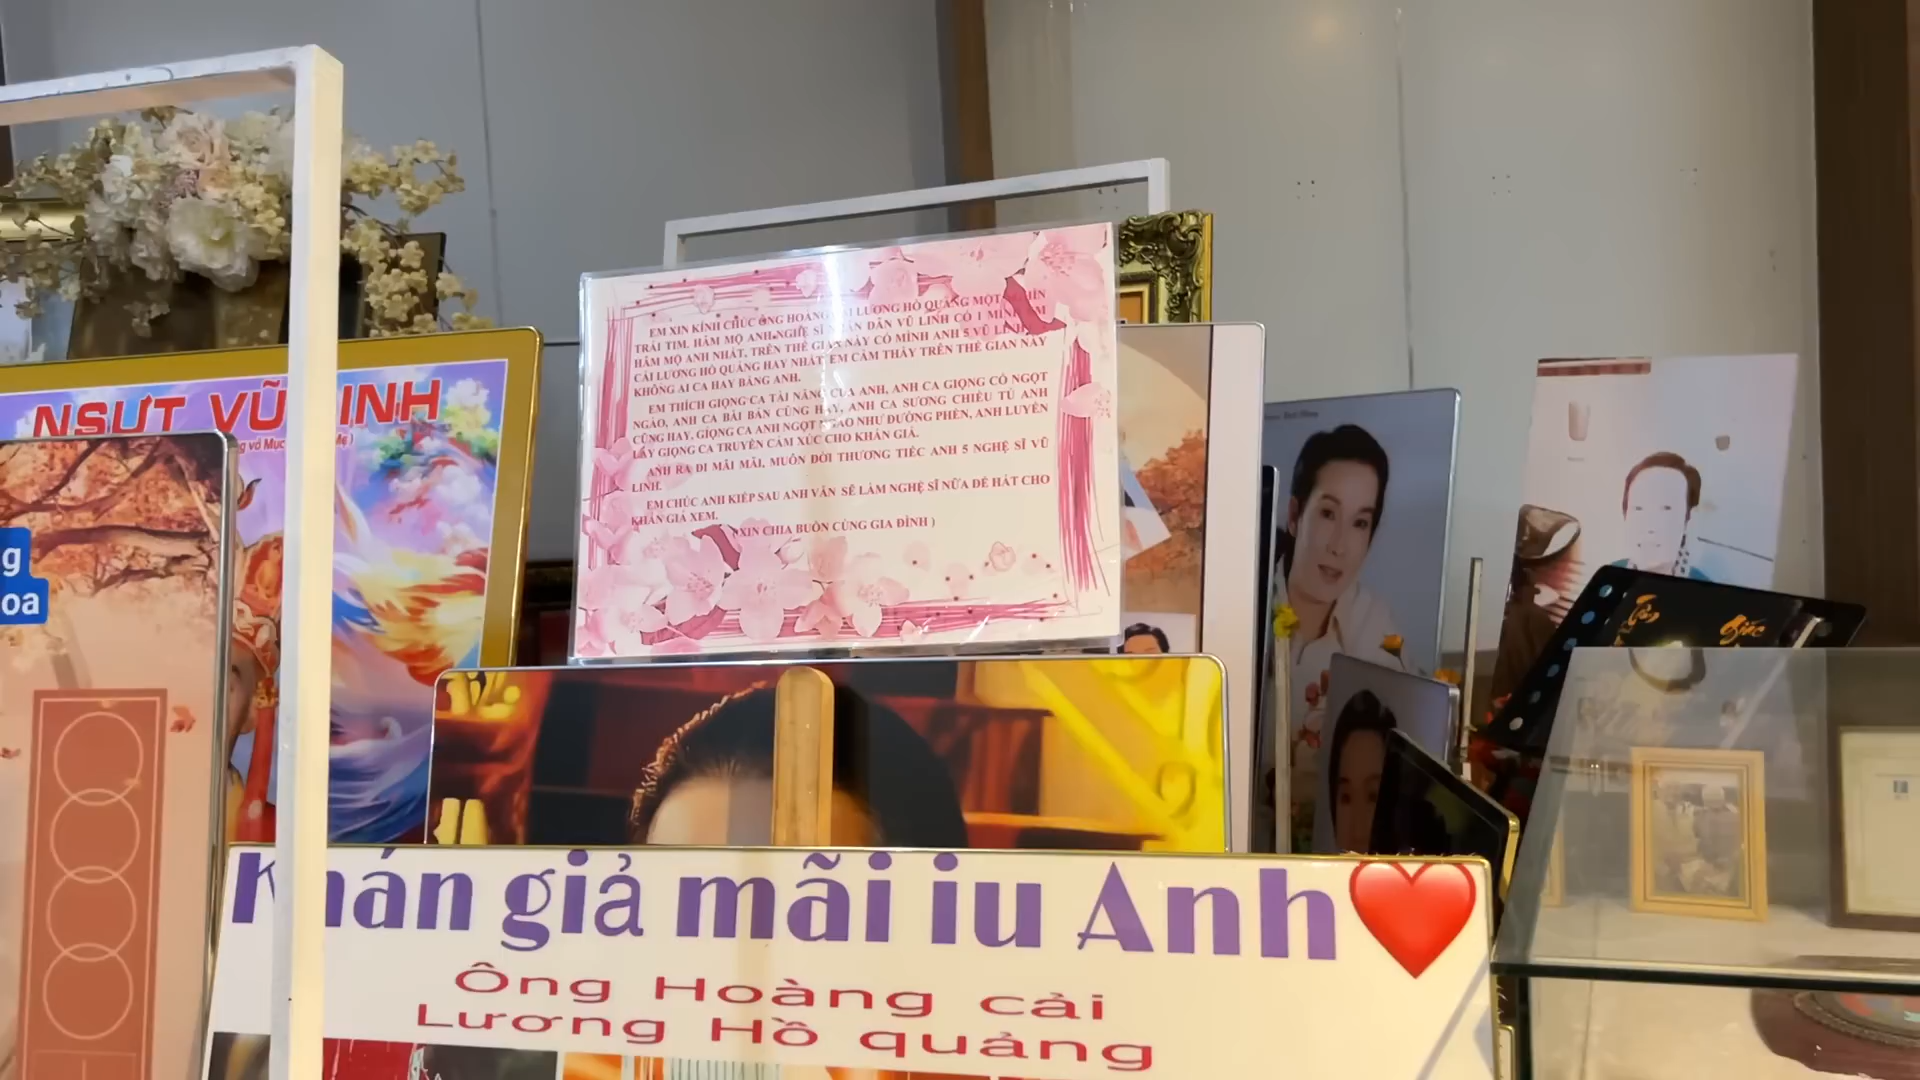 EM XIN KÍNH CHÚC ÔNG HOÀNG CẢI LƯƠNG HỒ QUẢNG MỘT
TRÁI TIM. HÂM MỘ ANH NGHỆ SĨ NHÂN DÂN VŨ LINH CÓ 1 MÌNH EM
HÂM MỘ ANH NHẤT, TRÊN THẾ GIAN NÀY CÓ MÌNH ANH 5 VŨ LINH
CẢI LƯƠNG HỒ QUẢNG HAY NHẤT, EM CẢM THẤY TRÊN THẾ GIAN NÀY
KHÔNG AI CA HAY BẰNG ANH.
EM THÍCH GIỌNG CA TÀI NĂNG CỦA ANH, ANH CA GIỌNG CỔ NGỌT
NGÀO, ANH CA BÀI BẢN CŨNG HAY, ANH CA SƯƠNG CHIỀU TÚ ANH
CŨNG HAY, GIỌNG CA ANH NGỌT NGÀO NHƯ ĐƯỜNG PHÈN, ANH LUYẾN
LÁY GIỌNG CA TRUYỀN CẢM XÚC CHO KHÁN GIẢ.
ANH RA ĐI MÃI MÃI, MUÔN ĐỜI THƯƠNG TIẾC ANH 5 NGHỆ SĨ VŨ
LINH.
EM CHÚC ANH KIẾP SAU ANH VẪN SẼ LÀM NGHỆ SĨ NỮA ĐỂ HÁT CHO
KHÁN GIẢ XEM.
XIN CHIA BUỒN CÙNG GIA ĐÌNH )
NSƯT VŨ LINH
g
oa
Khán giả mãi iu Anh❤️
Ông Hoàng cải
Lương Hồ quảng